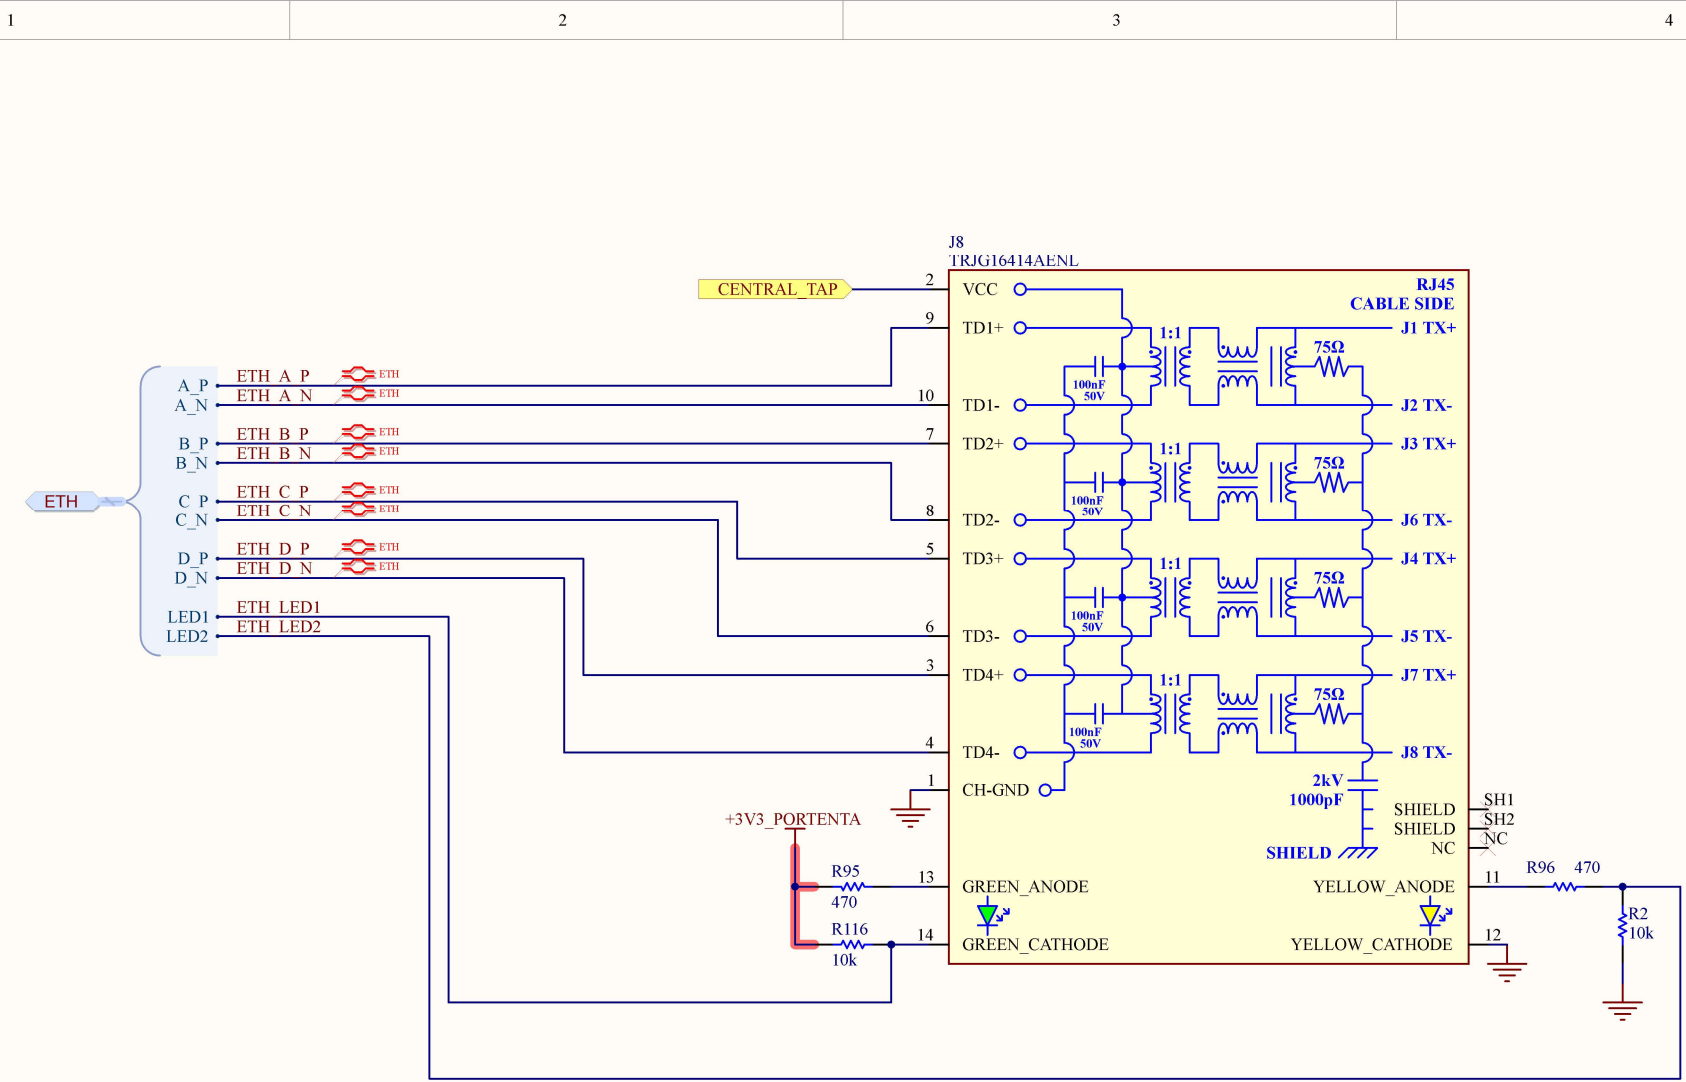 1 2 3 4
J8
TRJG16414AENL
CENTRAL_TAP 2 VCC RJ45
CABLE SIDE
9 TD1+ 1:1 J1 TX+
75Ω
100nF
50V
10 TD1- J2 TX-
7 TD2+ 1:1 J3 TX+
75Ω
100nF
50V
8 TD2- J6 TX-
5 TD3+ 1:1 J4 TX+
75Ω
100nF
50V
6 TD3- J5 TX-
3 TD4+ 1:1 J7 TX+
75Ω
100nF
50V
4 TD4- J8 TX-
1 CH-GND
2kV
1000pF
SHIELD SH1
SHIELD SH2
NC NC
SHIELD
ETH
A_P ETH_A_P ETH
A_N ETH_A_N ETH
B_P ETH_B_P ETH
B_N ETH_B_N ETH
C_P ETH_C_P ETH
C_N ETH_C_N ETH
D_P ETH_D_P ETH
D_N ETH_D_N ETH
LED1 ETH_LED1
LED2 ETH_LED2
+3V3_PORTENTA
R95
470
13 GREEN_ANODE
R116
10k
14 GREEN_CATHODE
YELLOW_ANODE 11
R96 470
R2
10k
YELLOW_CATHODE 12